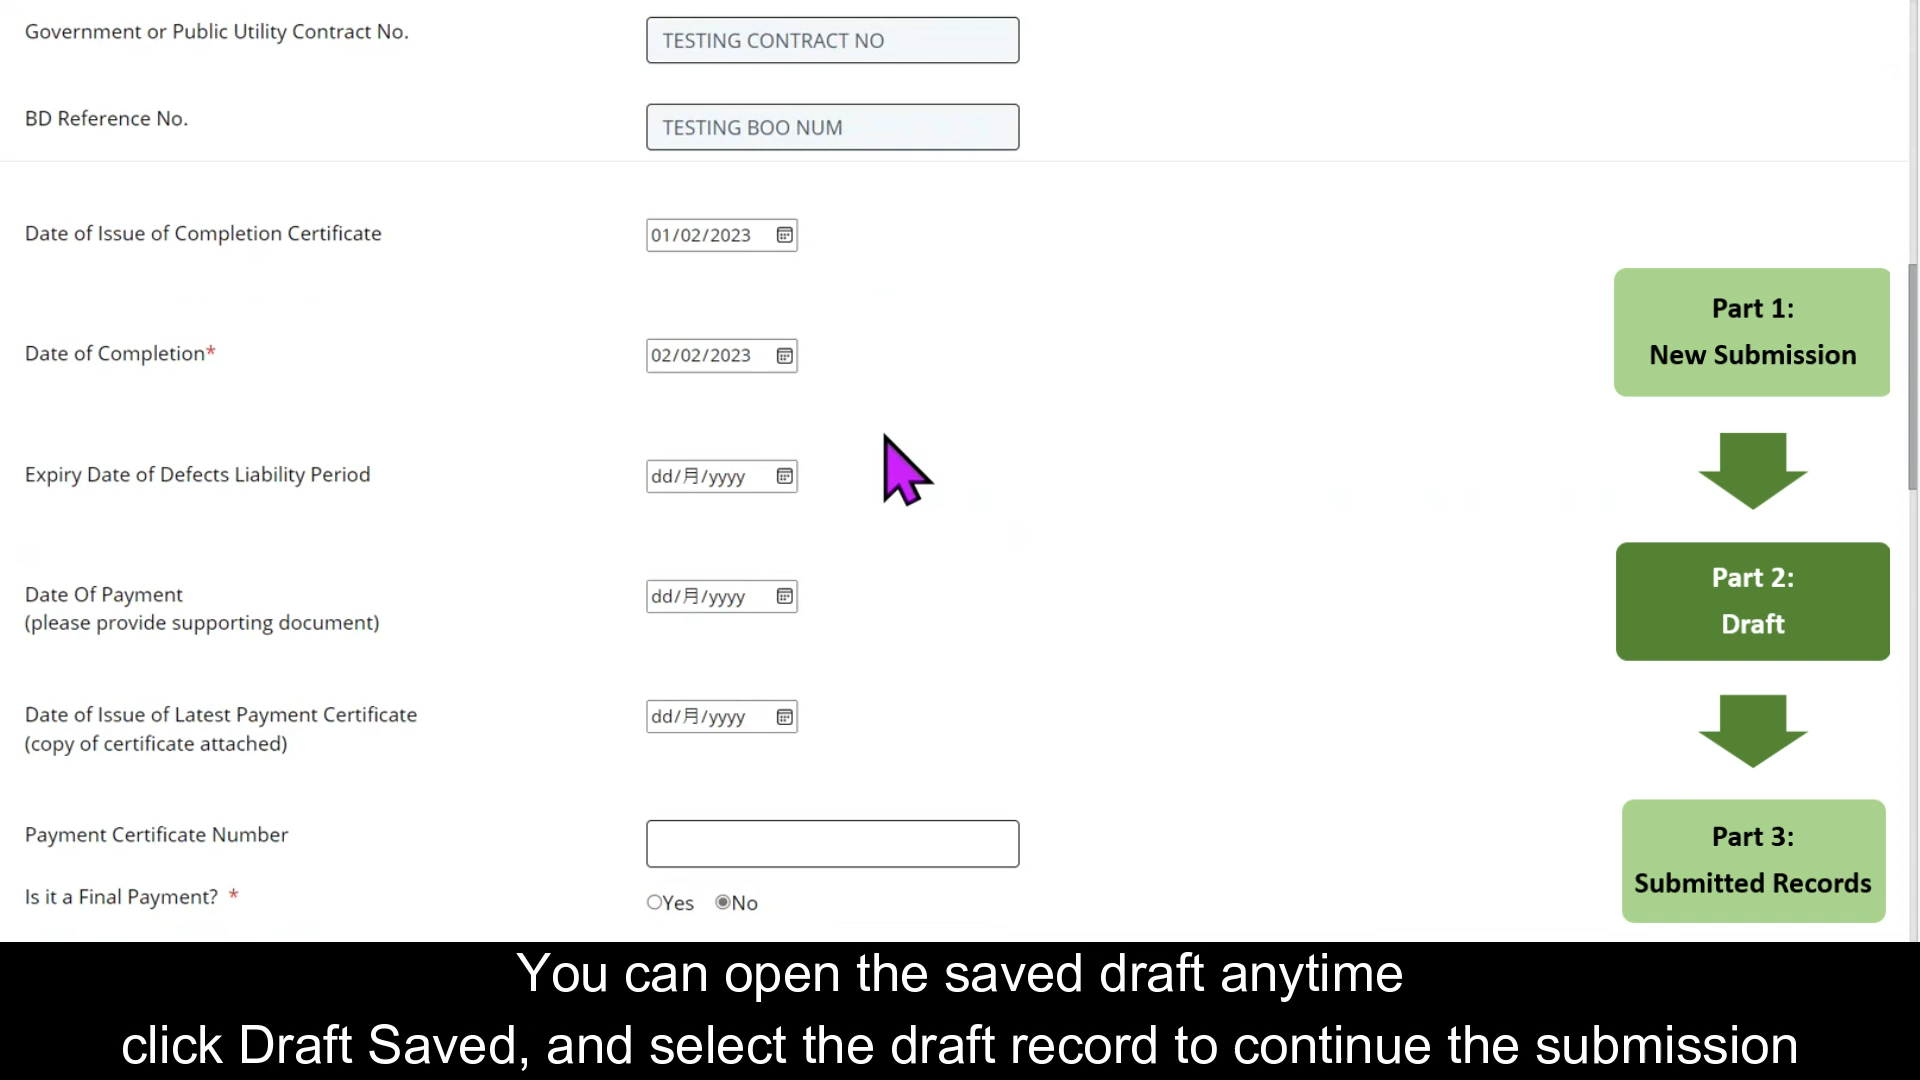 Government or Public Utility Contract No.
TESTING CONTRACT NO
BD Reference No.
TESTING BOO NUM
Date of Issue of Completion Certificate
01/02/2023
Date of Completion*
02/02/2023
Expiry Date of Defects Liability Period
dd/月/yyyy
Date Of Payment
(please provide supporting document)
dd/月/yyyy
Date of Issue of Latest Payment Certificate
(copy of certificate attached)
dd/月/yyyy
Payment Certificate Number
Is it a Final Payment? *
Yes No
Part 1:
New Submission
Part 2:
Draft
Part 3:
Submitted Records
You can open the saved draft anytime
click Draft Saved, and select the draft record to continue the submission